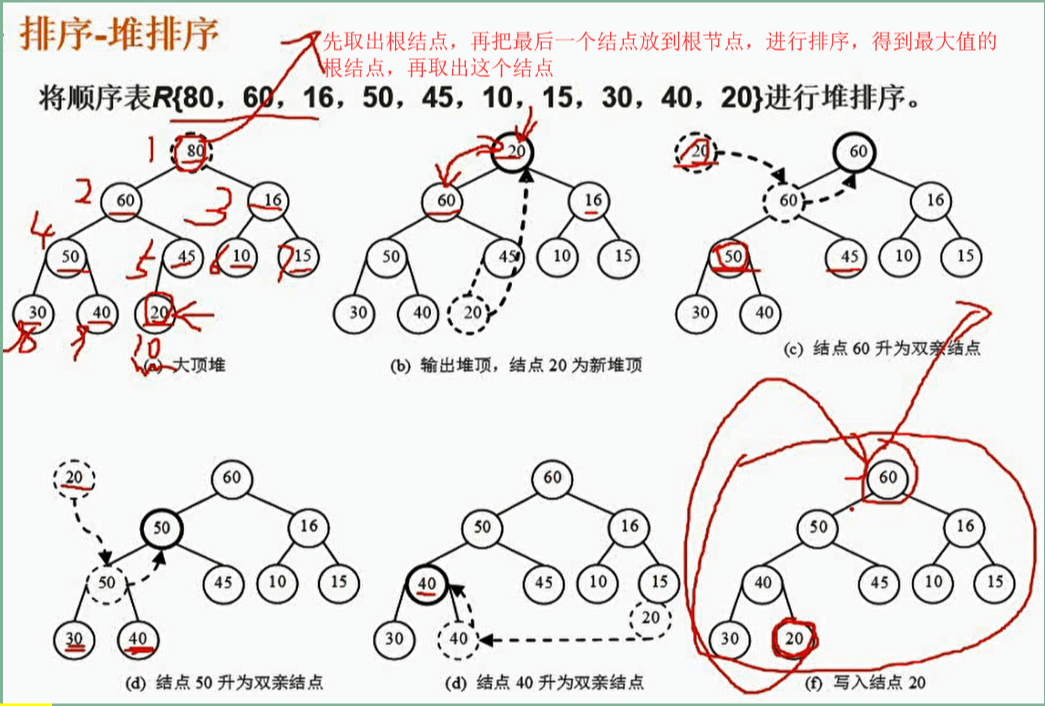 排序-堆排序
先取出根结点，再把最后一个结点放到根节点，进行排序，得到最大值的
根结点，再取出这个结点
将顺序表R{80，60，16，50，45，10，15，30，40，20}进行堆排序。
1 80
2 60 3 16
4 50 5 45 6 10 7 15
30 40 20
8 9 10
(a) 大顶堆
20
60 16
50 45 10 15
30 40 20
(b) 输出堆顶，结点 20 为新堆顶
20 60
60 16
50 45 10 15
30 40
(c) 结点 60 升为双亲结点
20 60
50 16
50 45 10 15
30 40
(d) 结点 50 升为双亲结点
60
50 16
40 45 10 15
20
30 40
(d) 结点 40 升为双亲结点
60
50 16
40 45 10 15
30 20
(f) 写入结点 20